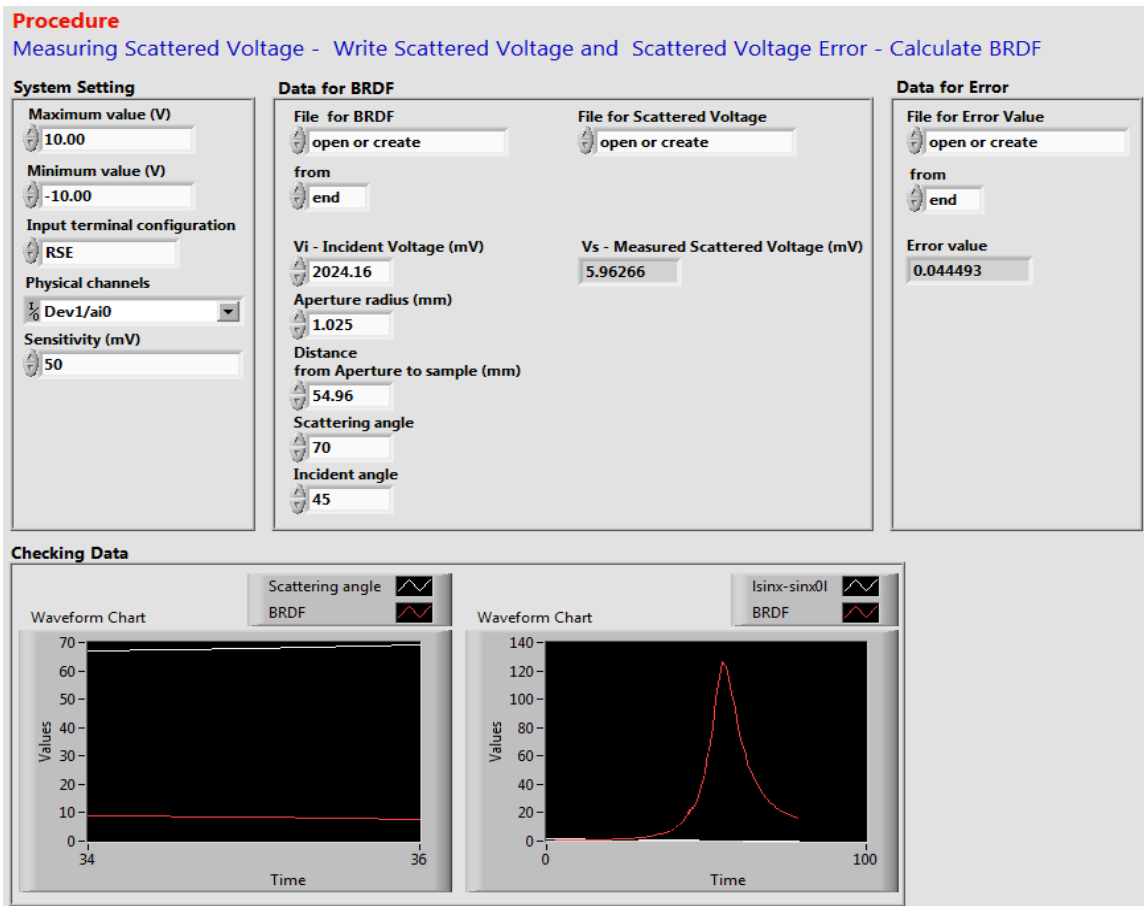 Procedure
Measuring Scattered Voltage - Write Scattered Voltage and Scattered Voltage Error - Calculate BRDF
System Setting
Maximum value (V)
10.00
Minimum value (V)
-10.00
Input terminal configuration
RSE
Physical channels
I/O Dev1/ai0
Sensitivity (mV)
50
Data for BRDF
File for BRDF
open or create
from
end
Vi - Incident Voltage (mV)
2024.16
Aperture radius (mm)
1.025
Distance
from Aperture to sample (mm)
54.96
Scattering angle
70
Incident angle
45
File for Scattered Voltage
open or create
Vs - Measured Scattered Voltage (mV)
5.96266
Data for Error
File for Error Value
open or create
from
end
Error value
0.044493
Checking Data
Scattering angle
BRDF
Waveform Chart
70
60
50
40
30
20
10
0
Values
34
36
Time
Isinx-sinx0I
BRDF
Waveform Chart
140
120
100
80
60
40
20
0
Values
0
100
Time